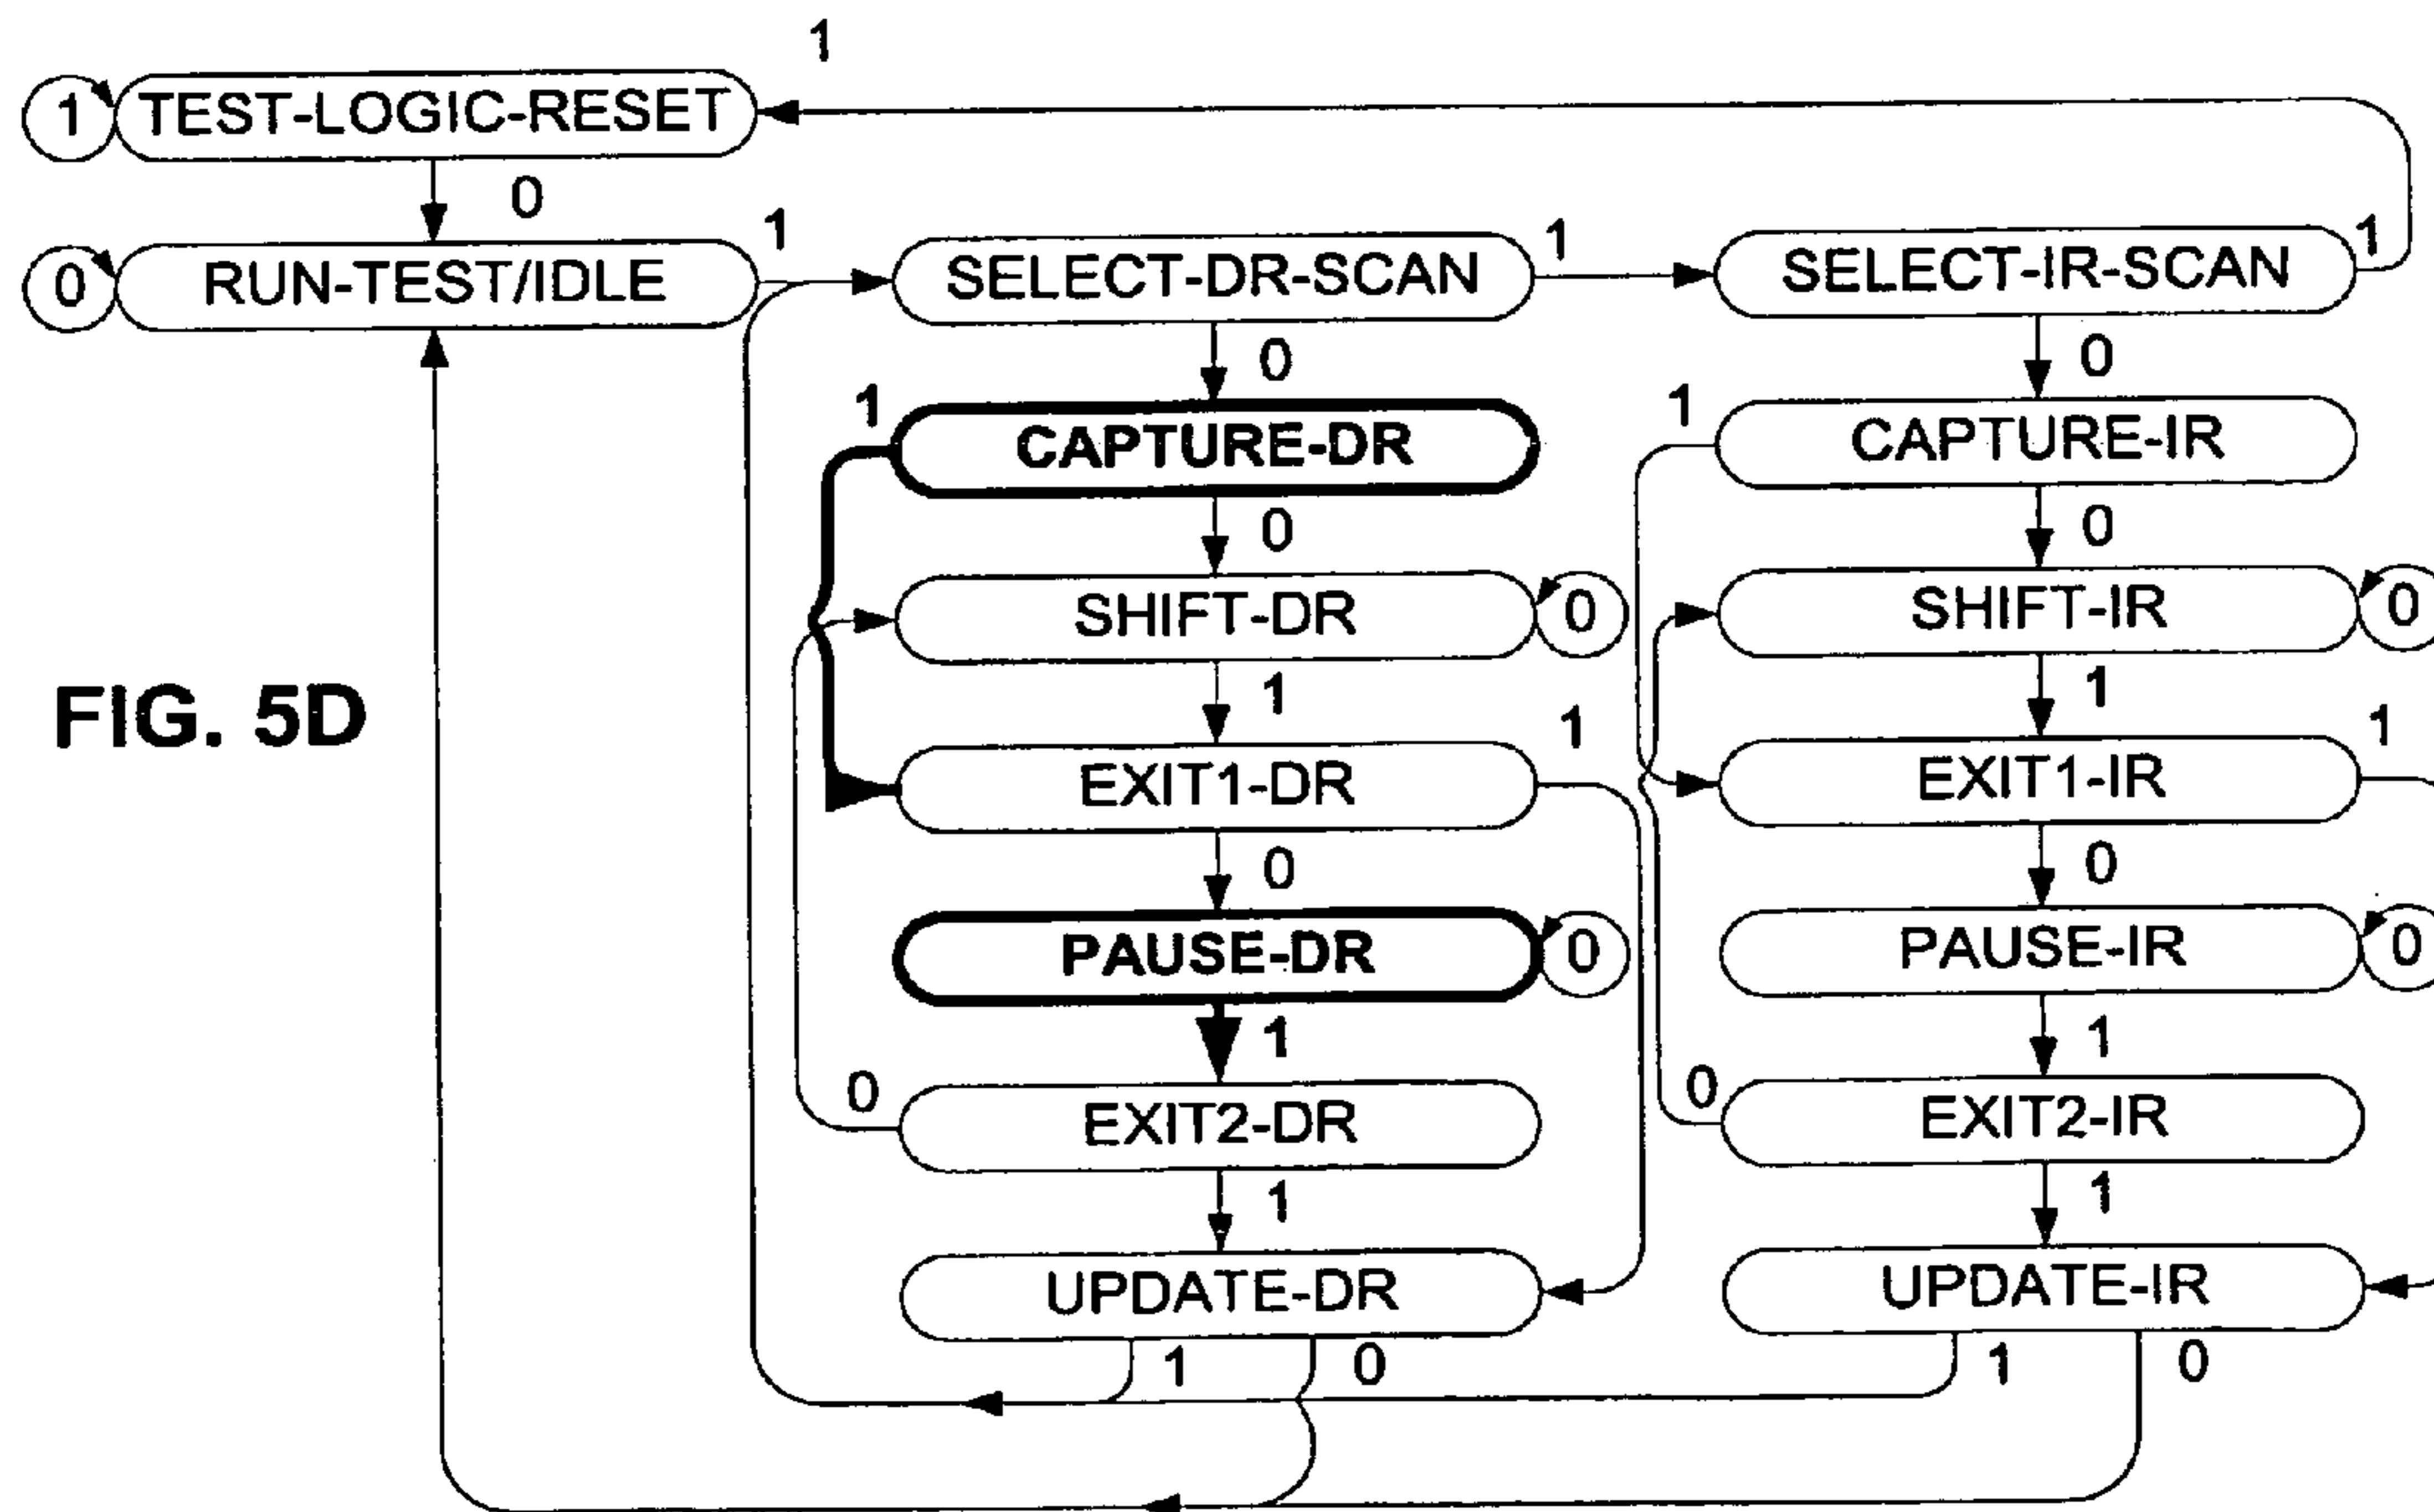 1
1 TEST-LOGIC-RESET
0
1
0 RUN-TEST/IDLE
SELECT-DR-SCAN
1
SELECT-IR-SCAN
1
0
0
1
CAPTURE-DR
1
CAPTURE-IR
0
0
SHIFT-DR
0
SHIFT-IR
0
FIG. 5D
1
1
EXIT1-DR
1
EXIT1-IR
1
0
0
PAUSE-DR
0
PAUSE-IR
0
1
1
0
EXIT2-DR
0
EXIT2-IR
1
1
UPDATE-DR
UPDATE-IR
1
0
1
0